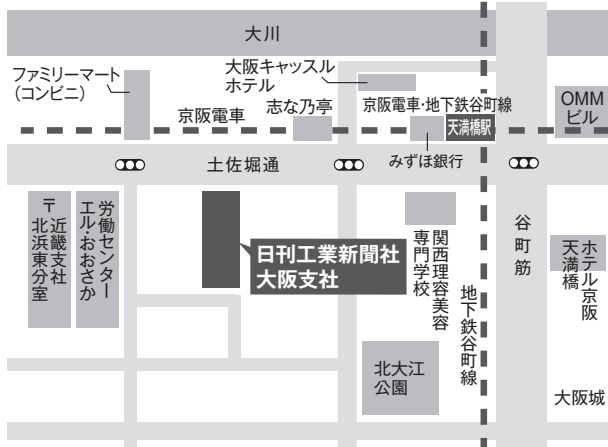 大川
ファミリーマート
(コンビニ)
大阪キャッスル
ホテル
京阪電車
志な乃亭
京阪電車・地下鉄谷町線
天満橋駅
OMM
ビル
土佐堀通
みずほ銀行
〒近畿支社
北浜東分室
労働センター
エル・おおさか
日刊工業新聞社
大阪支社
関西理容美容
専門学校
地下鉄谷町線
谷町筋
ホテル京阪
天満橋
北大江
公園
大阪城